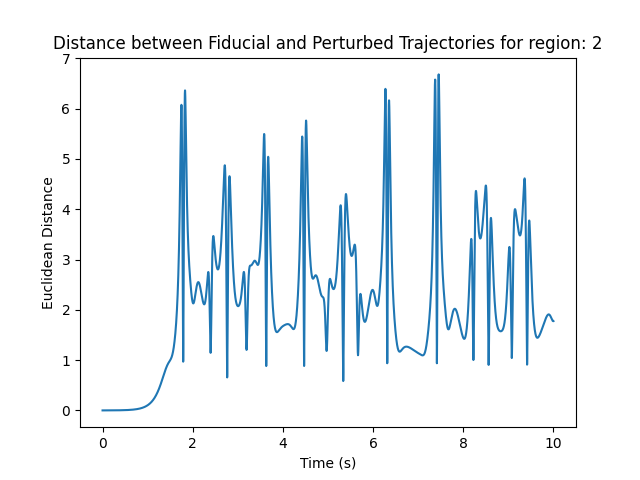 Distance between Fiducial and Perturbed Trajectories for region: 2
7
6
5
4
3
2
1
0
Euclidean Distance
0 2 4 6 8 10
Time (s)